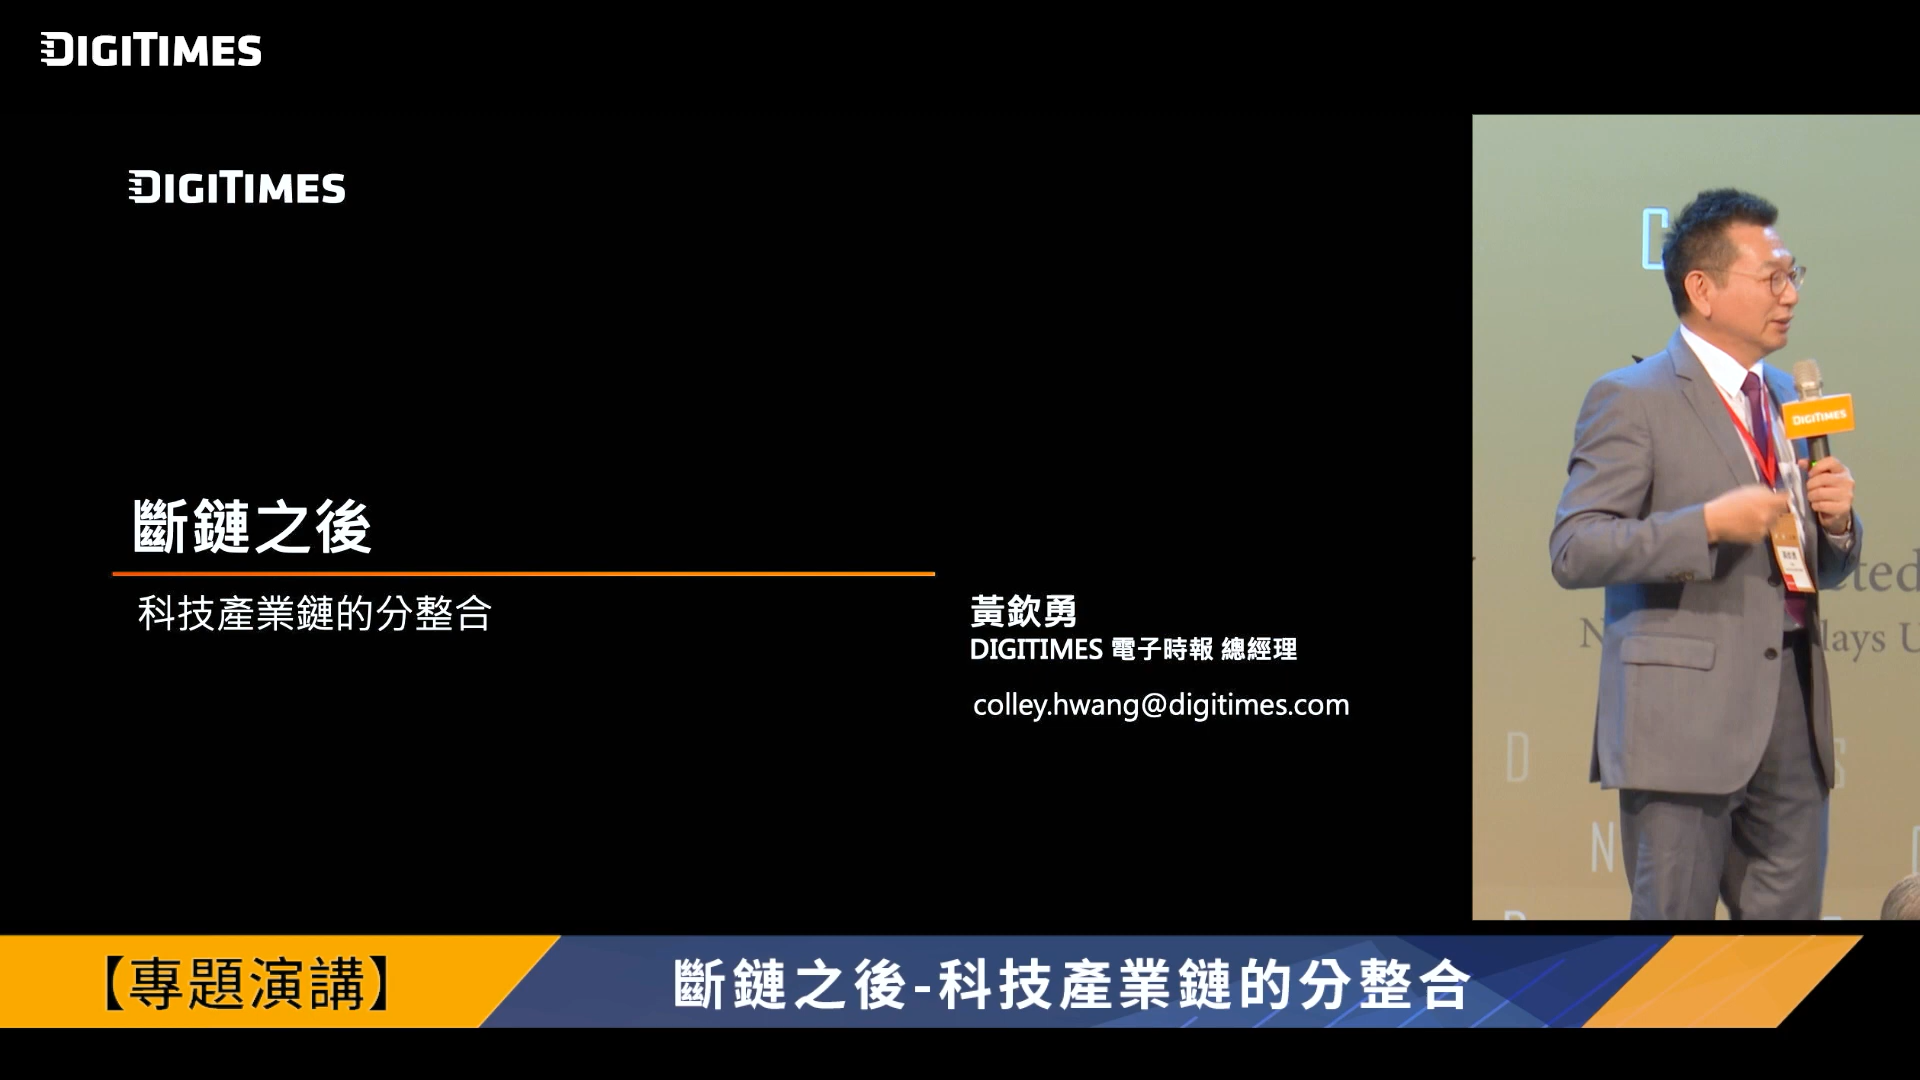 DIGITIMES
DIGITIMES
斷鏈之後
科技產業鏈的分整合
黃欽勇
DIGITIMES 電子時報 總經理
colley.hwang@digitimes.com
DIGITIMES
lays U
D
N
【專題演講】
斷鏈之後-科技產業鏈的分整合